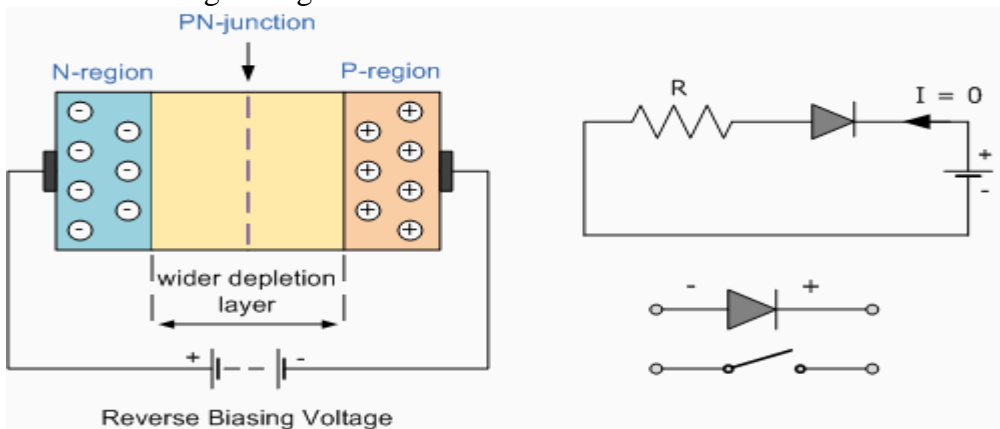 PN-junction
N-region
P-region
wider depletion
layer
+
-
Reverse Biasing Voltage
R
I = 0
+
-
-
+